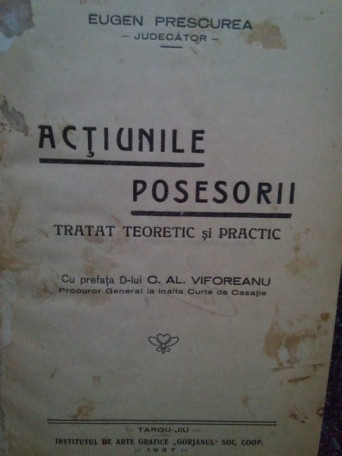 EUGEN PRESCUREA
– JUDECĂTOR –
ACŢIUNILE
POSESORII
TRATAT TEORETIC şi PRACTIC
Cu prefaţa D-lui C. AL. VIFOREANU
Procuror General la Inalta Curte de Casaţie
– TARGU-JIU –
INSTITUTUL DE ARTE GRAFICE „GORJANUL" SOC. COOP.
– 1937 –